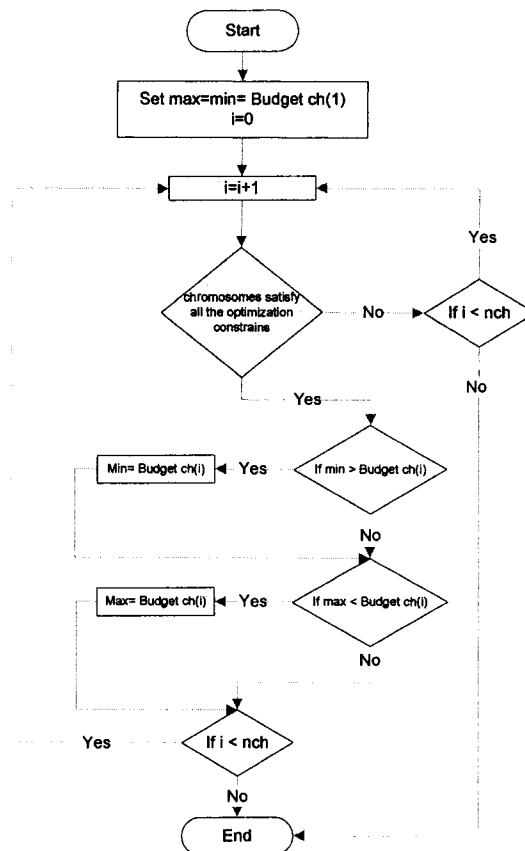 Start
Set max=min= Budget ch(1)
i=0
i=i+1
Yes
chromosomes satisfy
all the optimization
constrains
No
If i < nch
No
Yes
Min= Budget ch(i)
Yes
If min > Budget ch(i)
No
Max= Budget ch(i)
Yes
If max < Budget ch(i)
No
Yes
If i < nch
No
End